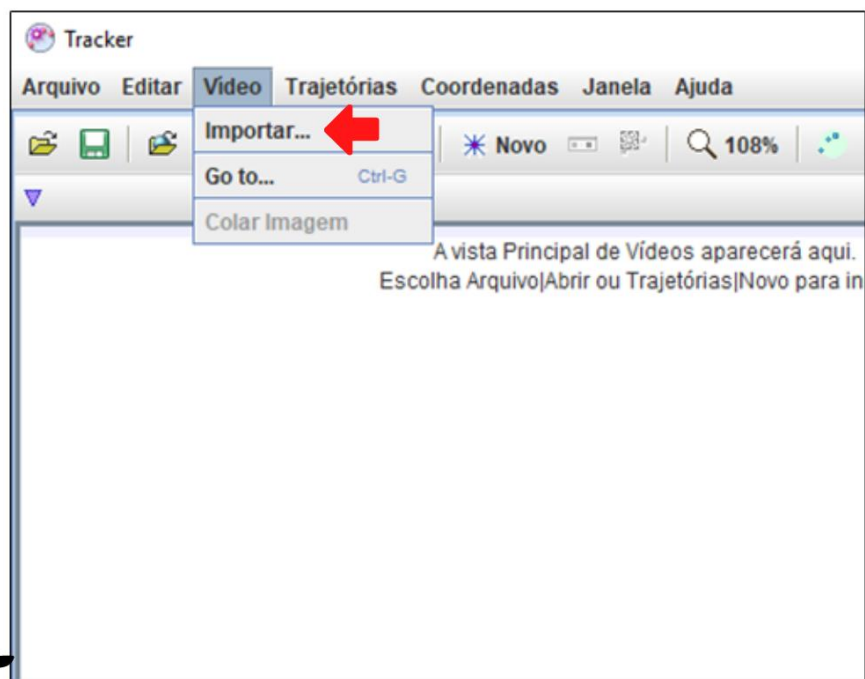 Tracker
Arquivo Editar Vídeo Trajetórias Coordenadas Janela Ajuda
Novo 108%
Importar...
Go to... Ctrl-G
Colar Imagem
A vista Principal de Vídeos aparecerá aqui.
Escolha Arquivo|Abrir ou Trajetórias|Novo para in